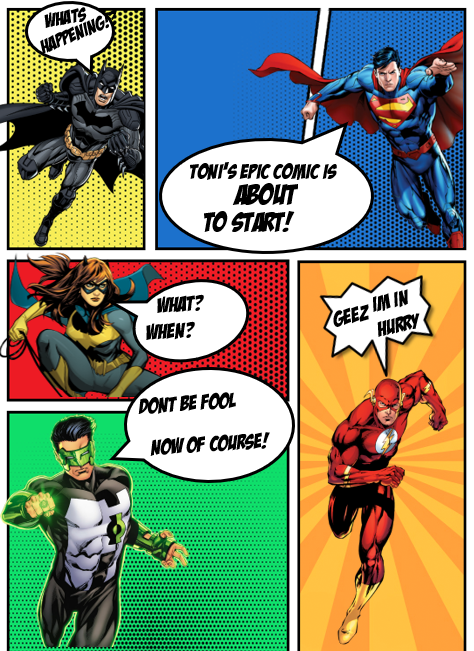 WHATS
HAPPENING!
TONI'S EPIC COMIC IS
ABOUT
TO START!
WHAT?
WHEN?
DONT BE FOOL
NOW OF COURSE!
GEEZ IM IN
HURRY